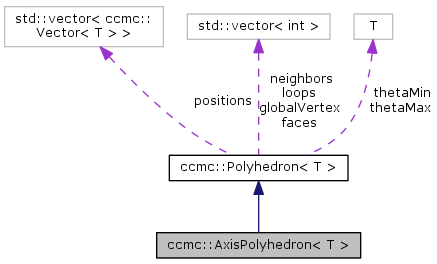 std::vector< ccmc::
Vector< T > >
std::vector< int >
T
positions
neighbors
loops
globalVertex
faces
thetaMin
thetaMax
ccmc::Polyhedron< T >
ccmc::AxisPolyhedron< T >